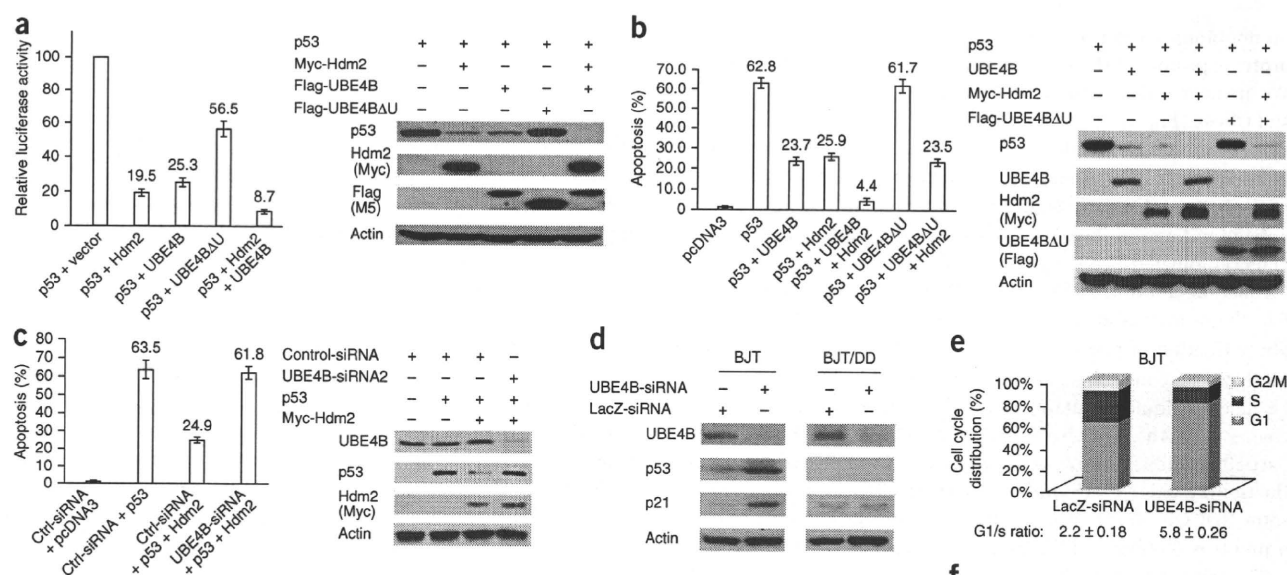 a
Relative luciferase activity
100
80
60
40
20
0
19.5
25.3
56.5
8.7
p53 + vector
p53 + Hdm2
p53 + UBE4B
p53 + UBE4BΔU
p53 + Hdm2
+ UBE4B
p53 + + + + +
Myc-Hdm2 – + – – +
Flag-UBE4B – – + – +
Flag-UBE4BΔU – – – + –
p53
Hdm2
(Myc)
Flag
(M5)
Actin
b
Apoptosis (%)
70.0
60.0
50.0
40.0
30.0
20.0
10.0
0.0
62.8
23.7
25.9
4.4
61.7
23.5
pcDNA3
p53
p53 + UBE4B
p53 + Hdm2
p53 + UBE4B
+ Hdm2
p53 + UBE4BΔU
p53 + UBE4BΔU
+ Hdm2
p53 + + + + + +
UBE4B – + – + – –
Myc-Hdm2 – – + + – +
Flag-UBE4BΔU – – – – + +
p53
UBE4B
Hdm2
(Myc)
UBE4BΔU
(Flag)
Actin
c
Apoptosis (%)
80
70
60
50
40
30
20
10
0
63.5
24.9
61.8
Ctrl-siRNA
+ pcDNA3
Ctrl-siRNA + p53
Ctrl-siRNA
+ p53 + Hdm2
UBE4B-siRNA
+ p53 + Hdm2
Control-siRNA + + + –
UBE4B-siRNA2 – – – +
p53 – + + +
Myc-Hdm2 – – + +
UBE4B
p53
Hdm2
(Myc)
Actin
d
BJT BJT/DD
UBE4B-siRNA – + – +
LacZ-siRNA + – + –
UBE4B
p53
p21
Actin
e
BJT
Cell cycle
distribution (%)
100%
80%
60%
40%
20%
0%
G2/M
S
G1
LacZ-siRNA UBE4B-siRNA
G1/s ratio: 2.2 ± 0.18 5.8 ± 0.26